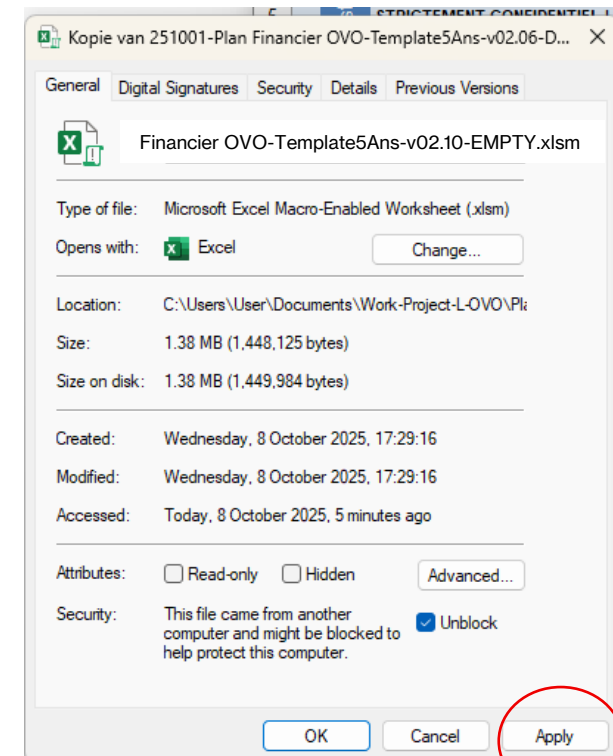 STRICTEMENT CONFIDENTIEL
Kopie van 251001-Plan Financier OVO-Template5Ans-v02.06-D...
General Digital Signatures Security Details Previous Versions
Financier OVO-Template5Ans-v02.10-EMPTY.xlsm
Type of file: Microsoft Excel Macro-Enabled Worksheet (.xlsm)
Opens with: Excel Change...
Location: C:\Users\User\Documents\Work-Project-L-OVO\Pla
Size: 1.38 MB (1,448,125 bytes)
Size on disk: 1.38 MB (1,449,984 bytes)
Created: Wednesday, 8 October 2025, 17:29:16
Modified: Wednesday, 8 October 2025, 17:29:16
Accessed: Today, 8 October 2025, 5 minutes ago
Attributes: Read-only Hidden Advanced...
Security: This file came from another
computer and might be blocked to
help protect this computer.
Unblock
OK Cancel Apply